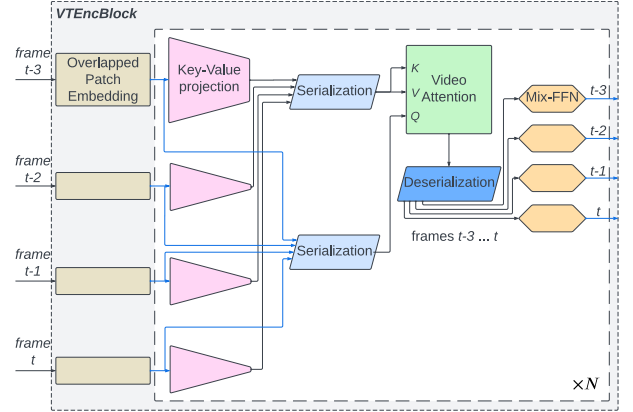 VTEncBlock
frame
t-3
Overlapped
Patch
Embedding
Key-Value
projection
Serialization
K
V
Q
Video
Attention
Mix-FFN
t-3
t-2
t-1
t
Deserialization
frames t-3 ... t
frame
t-2
Serialization
frame
t-1
frame
t
×N